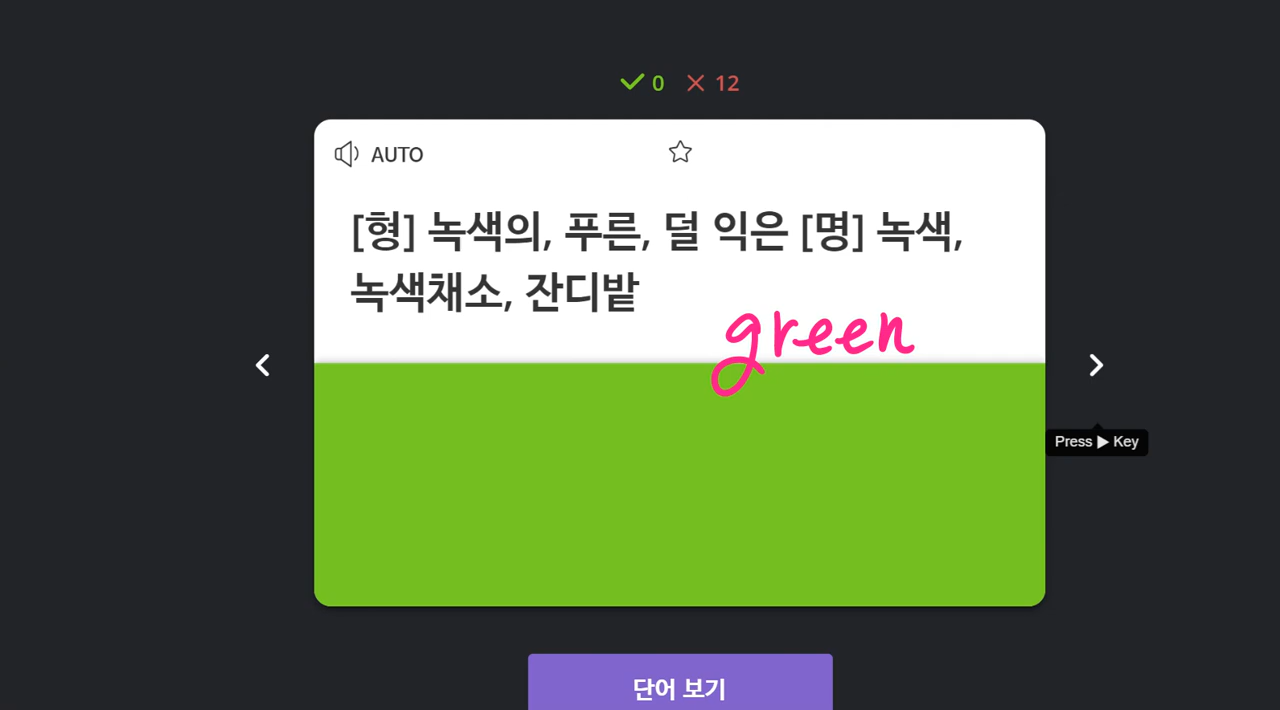 0 12
AUTO
[형] 녹색의, 푸른, 덜 익은 [명] 녹색,
녹색채소, 잔디밭
green
Press ▶ Key
단어 보기